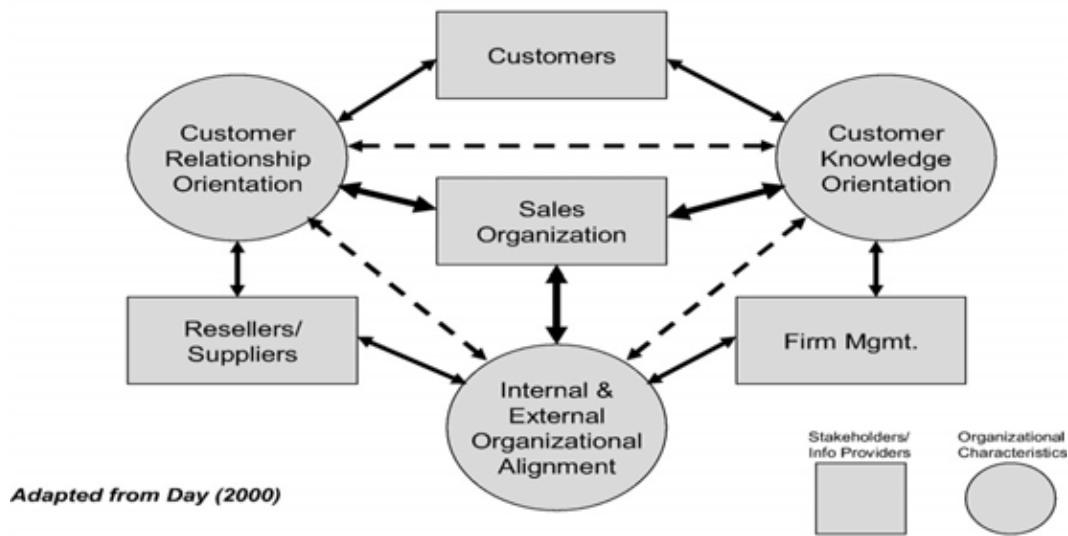 Customers
Customer
Relationship
Orientation
Customer
Knowledge
Orientation
Sales
Organization
Resellers/
Suppliers
Firm Mgmt.
Internal &
External
Organizational
Alignment
Stakeholders/
Info Providers
Organizational
Characteristics
Adapted from Day (2000)